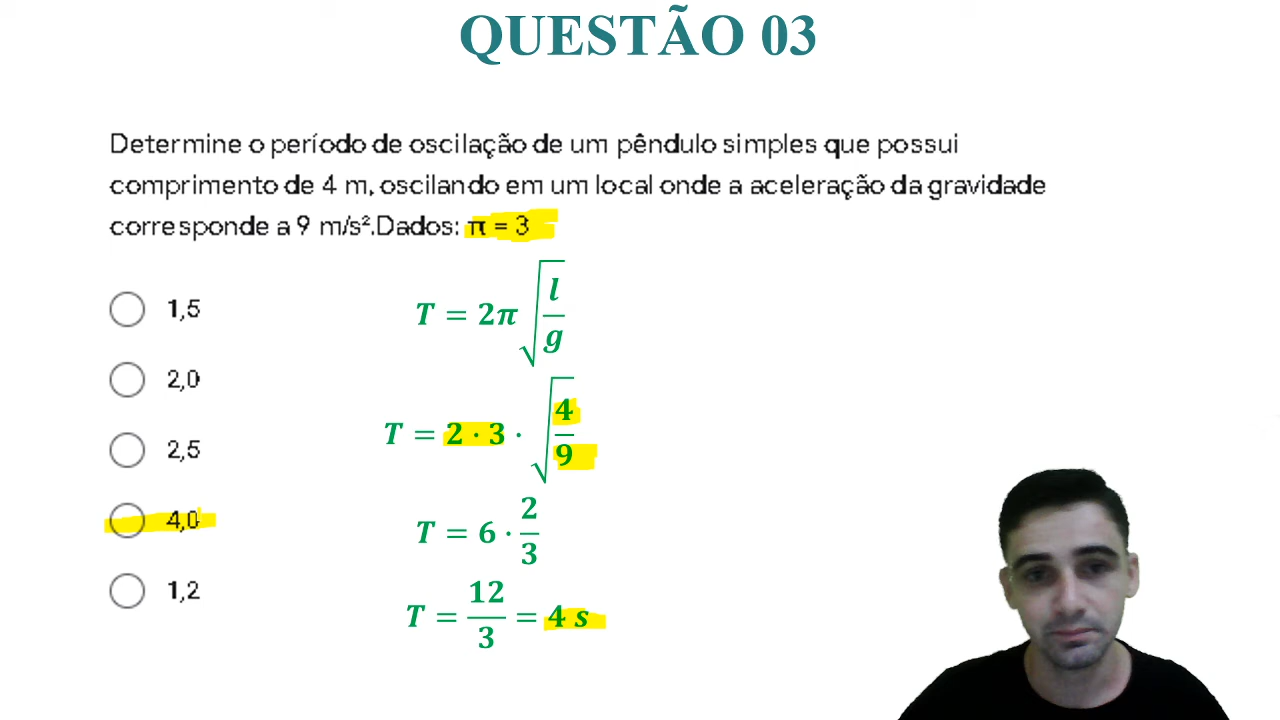 QUESTÃO 03
Determine o período de oscilação de um pêndulo simples que possui
comprimento de 4 m, oscilando em um local onde a aceleração da gravidade
corresponde a 9 m/s².Dados: π = 3
1,5
2,0
2,5
4,0
1,2
T = 2π√(l/g)
T = 2 · 3 · √(4/9)
T = 6 · 2/3
T = 12/3 = 4 s